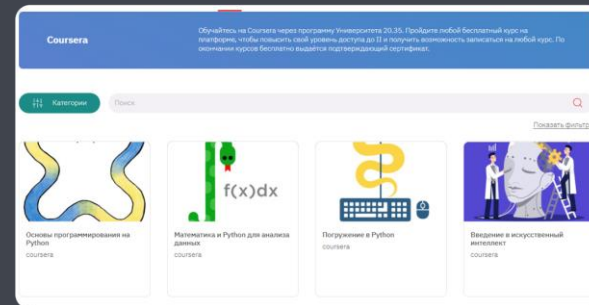 Coursera
Обучайтесь на Coursera через программу Университета 20.35. Пройдите любой бесплатный курс на
платформе, чтобы повысить свой уровень доступа до II и получить возможность записаться на любой курс. По
окончании курсов бесплатно выдаётся подтверждающий сертификат.
Категории
Поиск
Показать фильтр
f(x)dx
Основы программирования на
Python
coursera
Математика и Python для анализа
данных
coursera
Погружение в Python
coursera
Введение в искусственный
интеллект
coursera